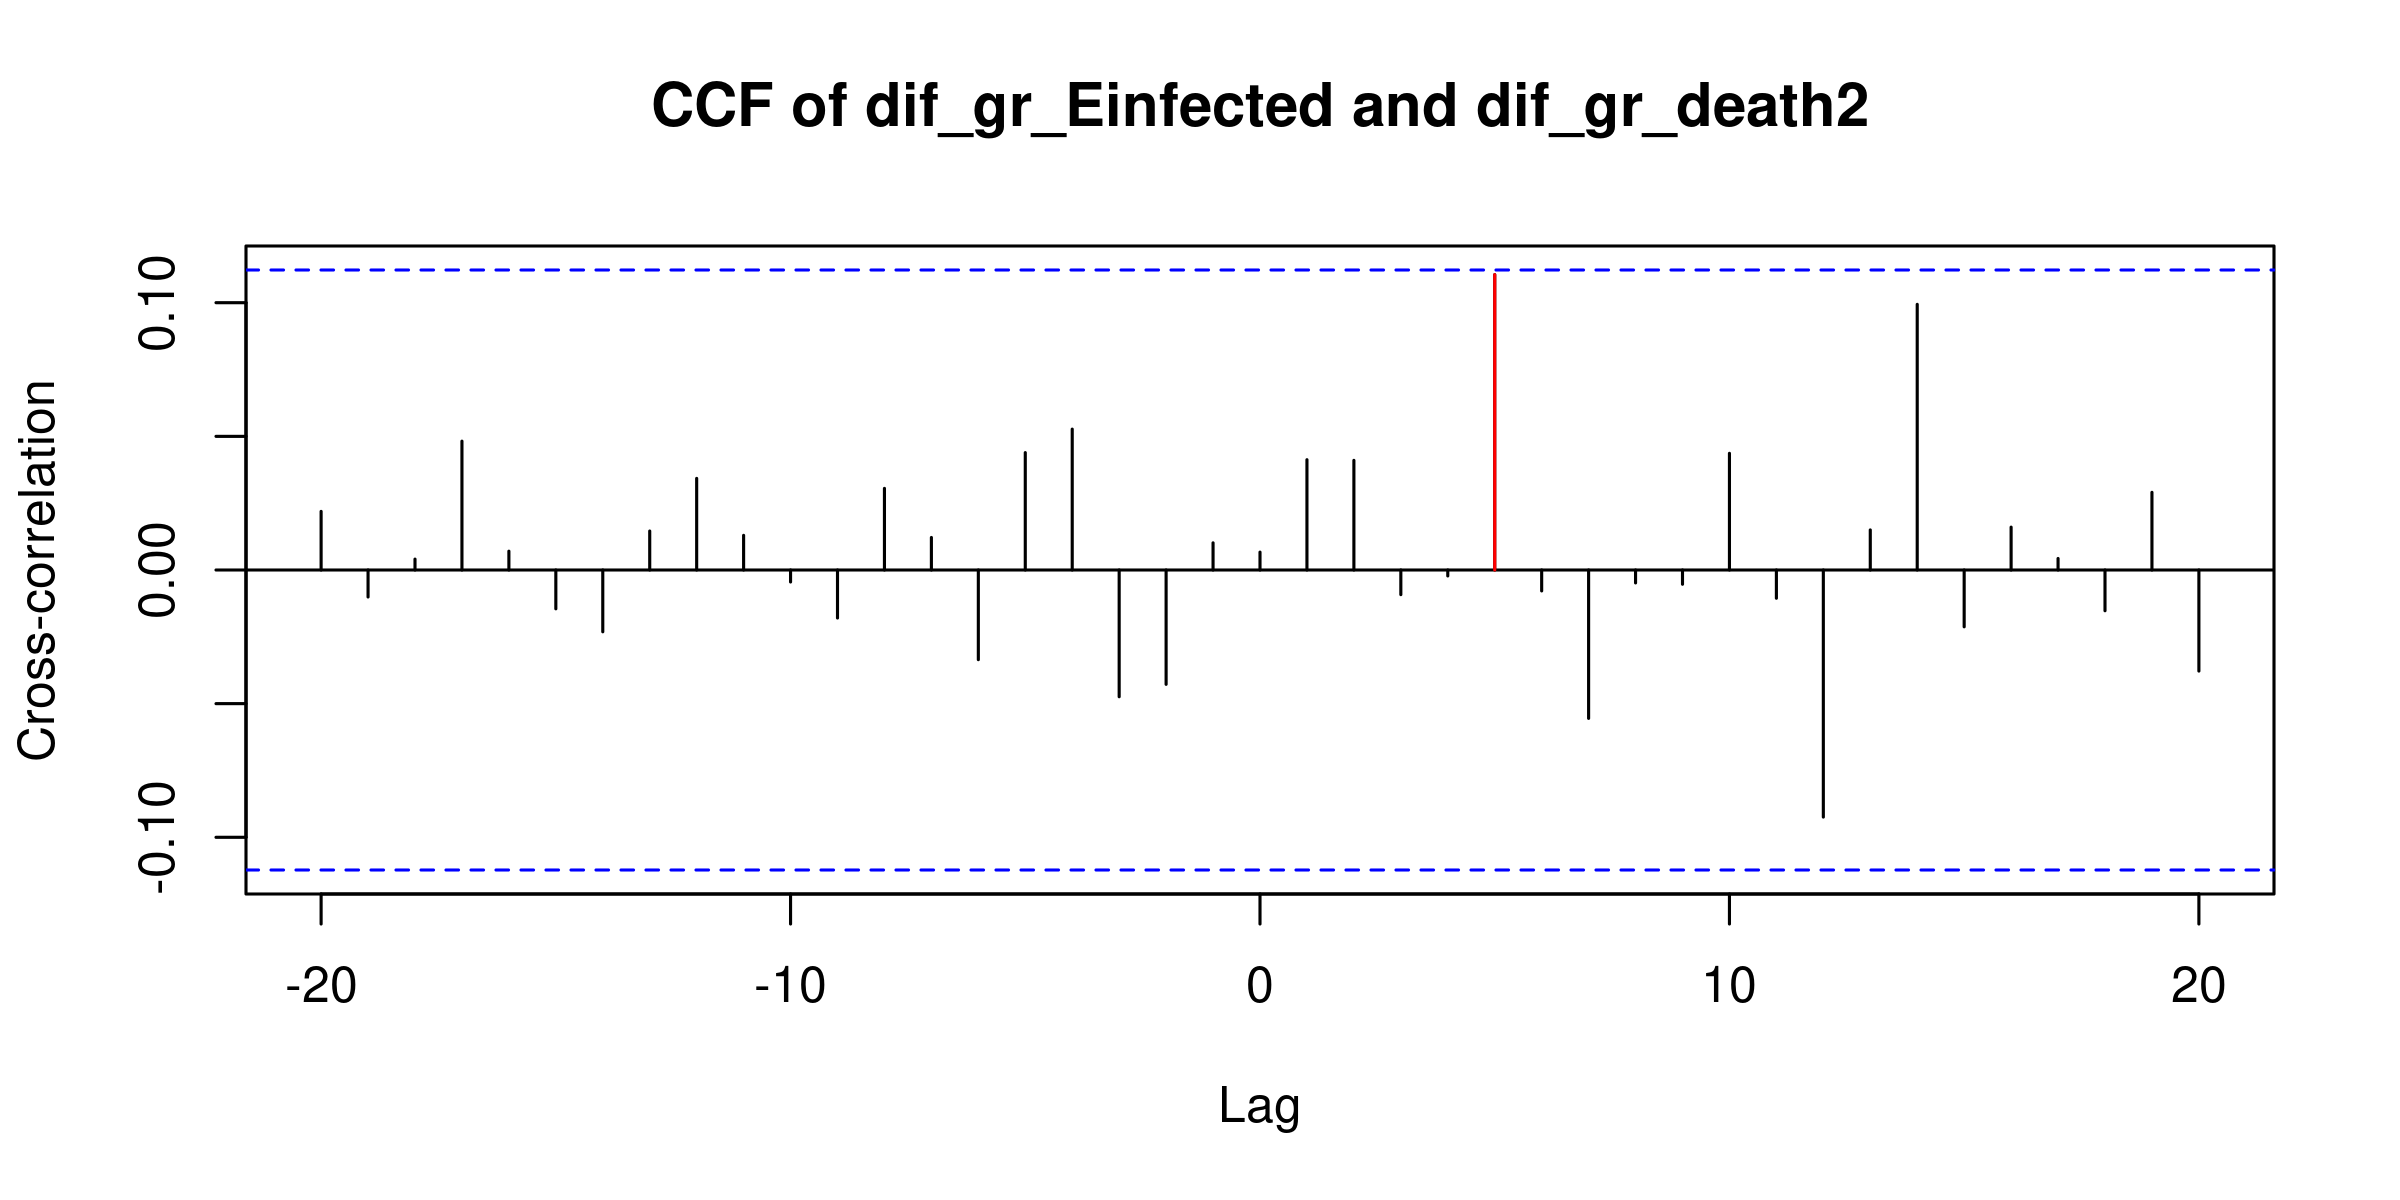 CCF of dif_gr_Einfected and dif_gr_death2
Cross-correlation
0.10
0.00
-0.10
-20 -10 0 10 20
Lag